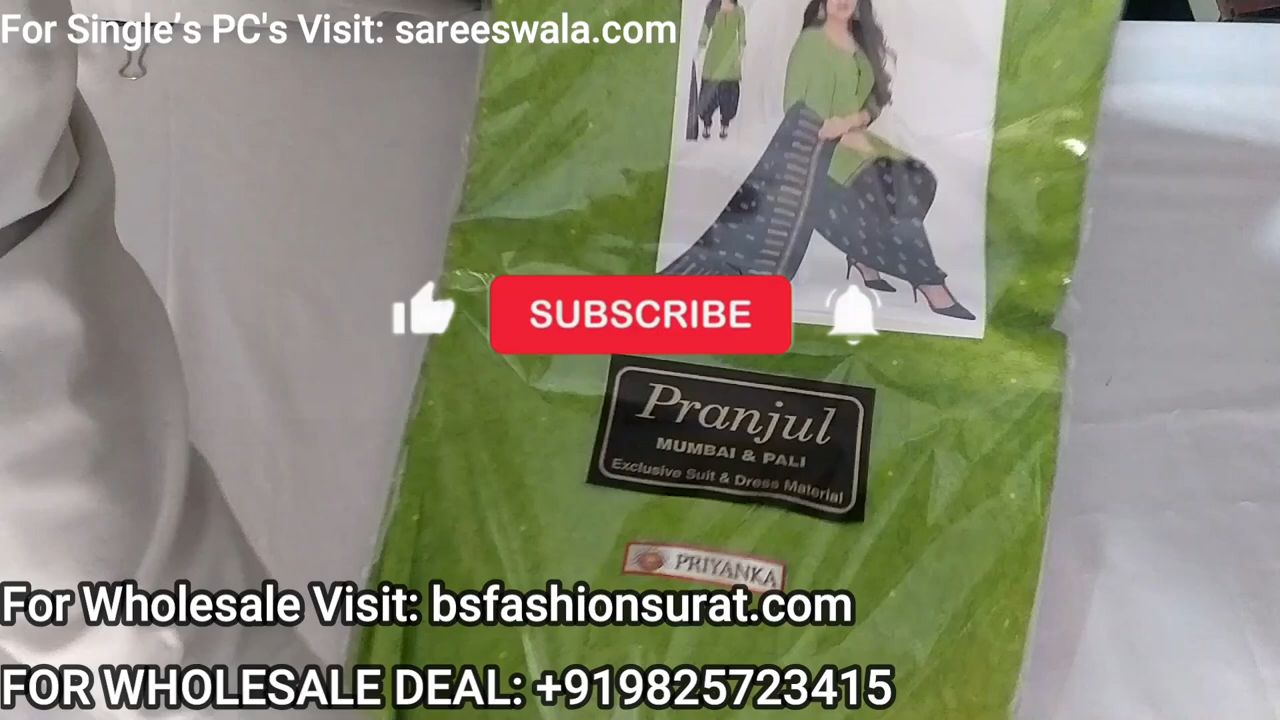 For Single's PC's Visit: sareeswala.com
SUBSCRIBE
Pranjul
MUMBAI & PALI
Exclusive Suit & Dress Material
PRIYANKA
For Wholesale Visit: bsfashionsurat.com
FOR WHOLESALE DEAL: +919825723415